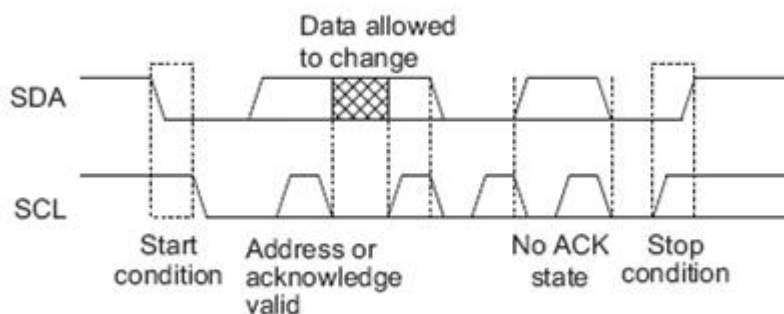 Data allowed
to change
SDA
SCL
Start
condition
Address or
acknowledge
valid
No ACK
state
Stop
condition